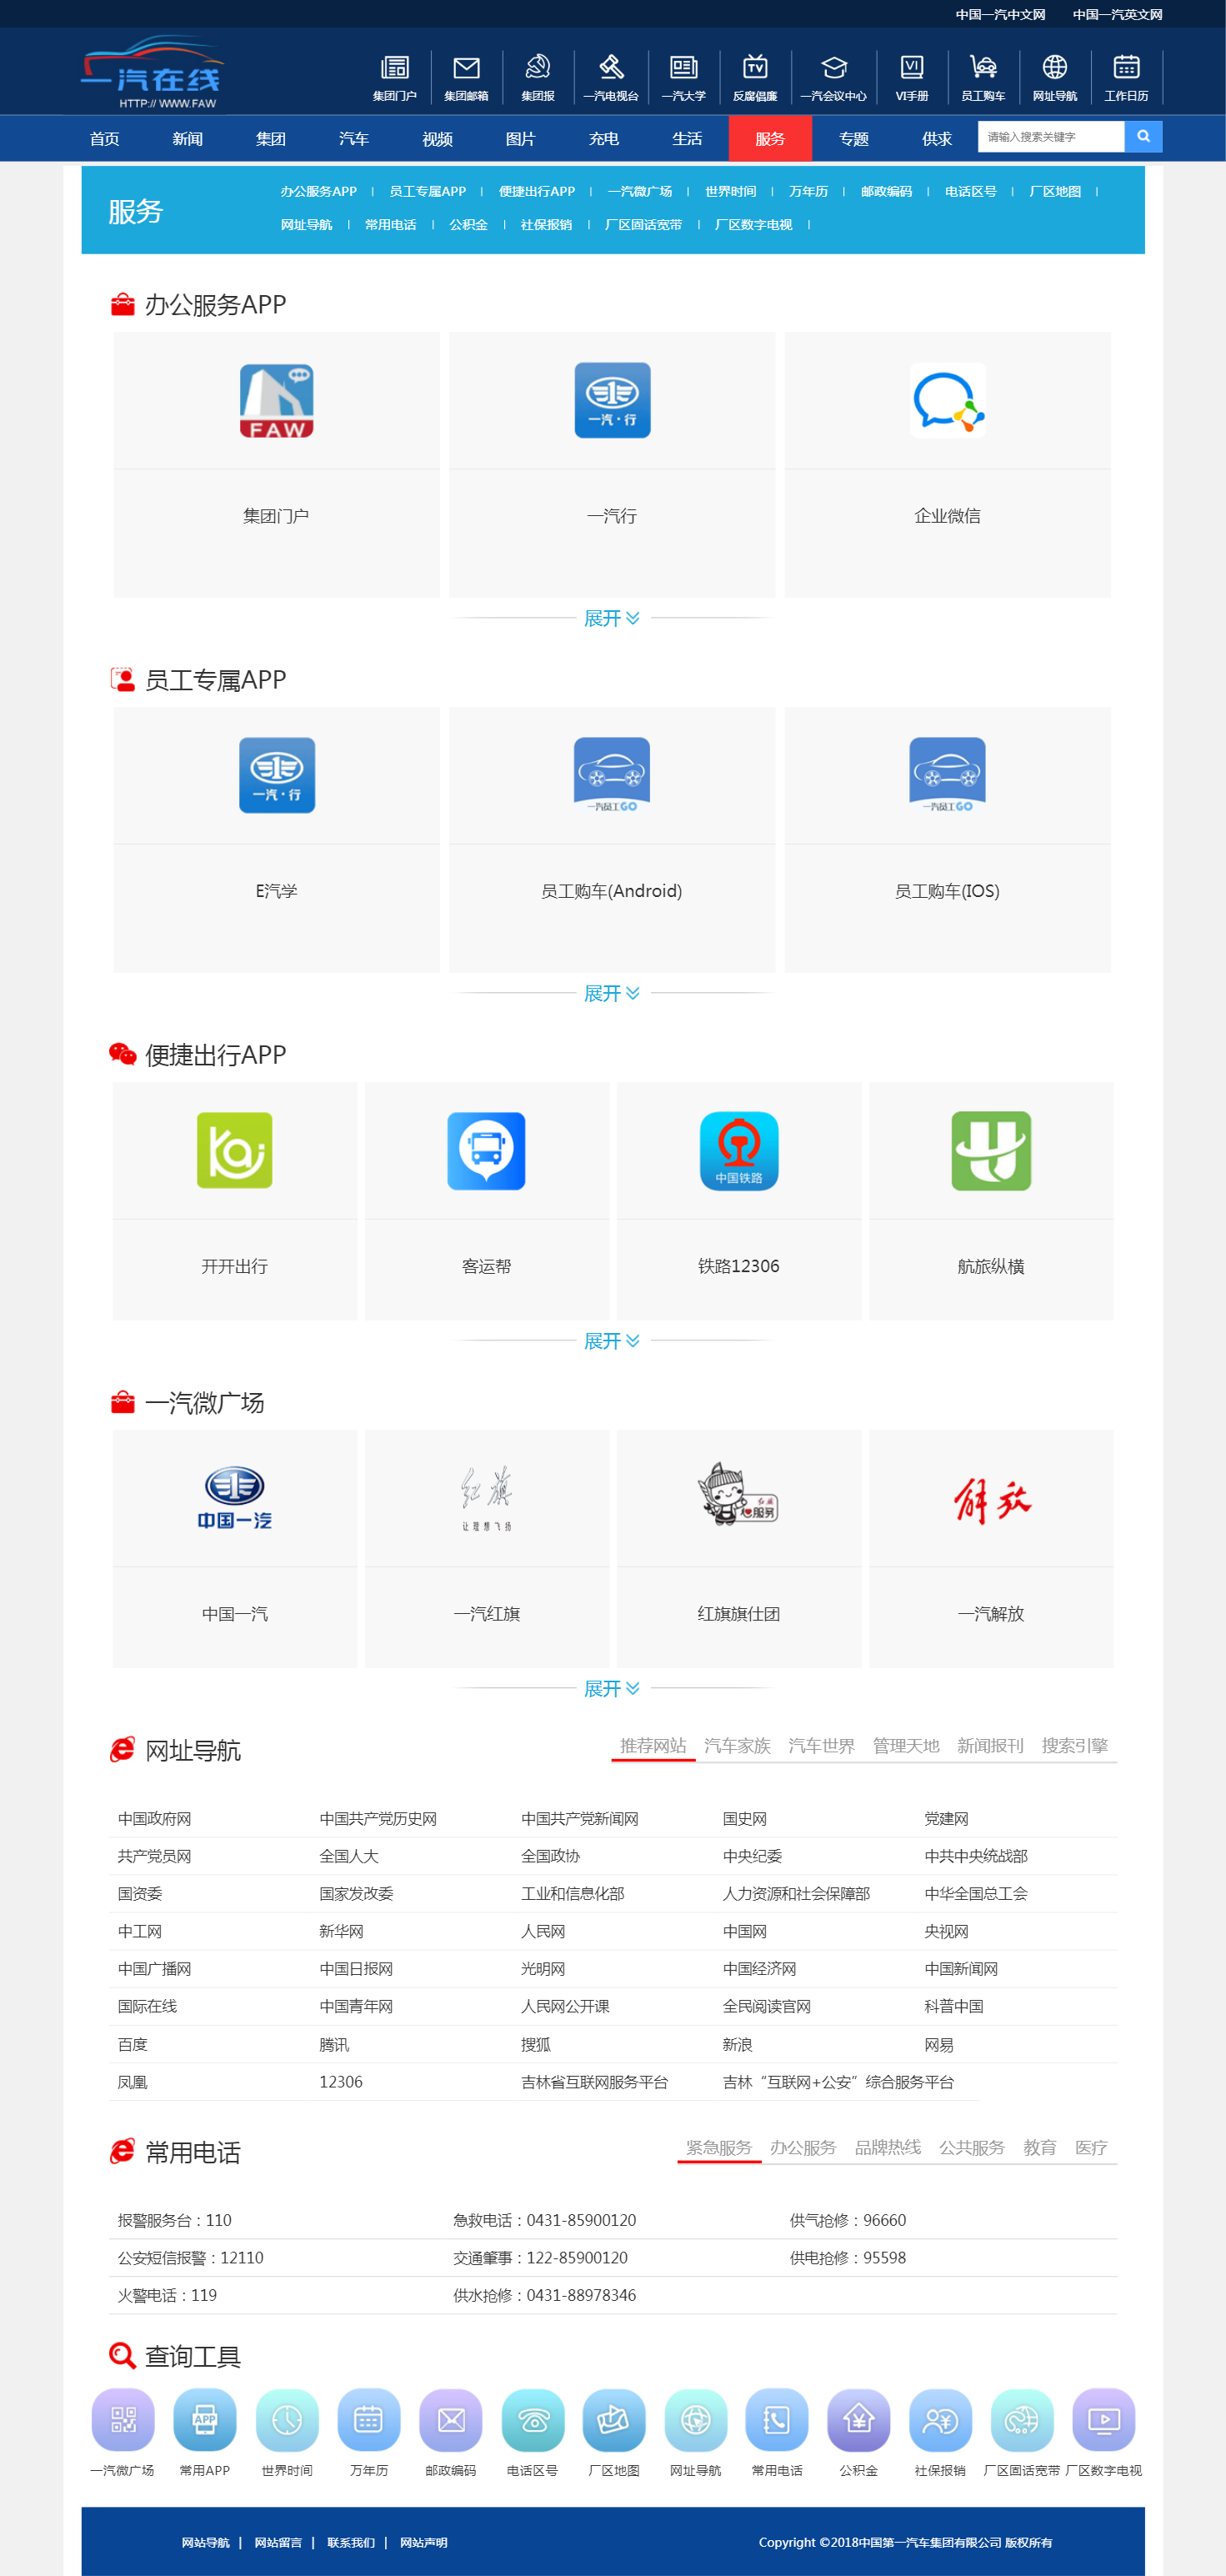 中国一汽中文网 中国一汽英文网
一汽在线
HTTP:// WWW.FAW
集团门户 集团邮箱 集团报 一汽电视台 一汽大学 反腐倡廉 一汽会议中心 VI手册 员工购车 网址导航 工作日历
TV VI
首页 新闻 集团 汽车 视频 图片 充电 生活 服务 专题 供求 请输入搜索关键字
服务
办公服务APP | 员工专属APP | 便捷出行APP | 一汽微广场 | 世界时间 | 万年历 | 邮政编码 | 电话区号 | 厂区地图 |
网址导航 | 常用电话 | 公积金 | 社保报销 | 厂区固话宽带 | 厂区数字电视 |
办公服务APP
FAW 一汽·行
集团门户 一汽行 企业微信
展开
员工专属APP
一汽·行 一汽员工GO 一汽员工GO
E汽学 员工购车(Android) 员工购车(IOS)
展开
便捷出行APP
Kai 中国铁路
开开出行 客运帮 铁路12306 航旅纵横
展开
一汽微广场
中国一汽 红旗 让理想飞扬 红旗 心服务 解放
中国一汽 一汽红旗 红旗旗仕团 一汽解放
展开
网址导航 推荐网站 汽车家族 汽车世界 管理天地 新闻报刊 搜索引擎
中国政府网 中国共产党历史网 中国共产党新闻网 国史网 党建网
共产党员网 全国人大 全国政协 中央纪委 中共中央统战部
国资委 国家发改委 工业和信息化部 人力资源和社会保障部 中华全国总工会
中工网 新华网 人民网 中国网 央视网
中国广播网 中国日报网 光明网 中国经济网 中国新闻网
国际在线 中国青年网 人民网公开课 全民阅读官网 科普中国
百度 腾讯 搜狐 新浪 网易
凤凰 12306 吉林省互联网服务平台 吉林“互联网+公安”综合服务平台
常用电话 紧急服务 办公服务 品牌热线 公共服务 教育 医疗
报警服务台：110 急救电话：0431-85900120 供气抢修：96660
公安短信报警：12110 交通肇事：122-85900120 供电抢修：95598
火警电话：119 供水抢修：0431-88978346
查询工具
APP
一汽微广场 常用APP 世界时间 万年历 邮政编码 电话区号 厂区地图 网址导航 常用电话 公积金 社保报销 厂区固话宽带 厂区数字电视
网站导航 | 网站留言 | 联系我们 | 网站声明 Copyright ©2018中国第一汽车集团有限公司 版权所有